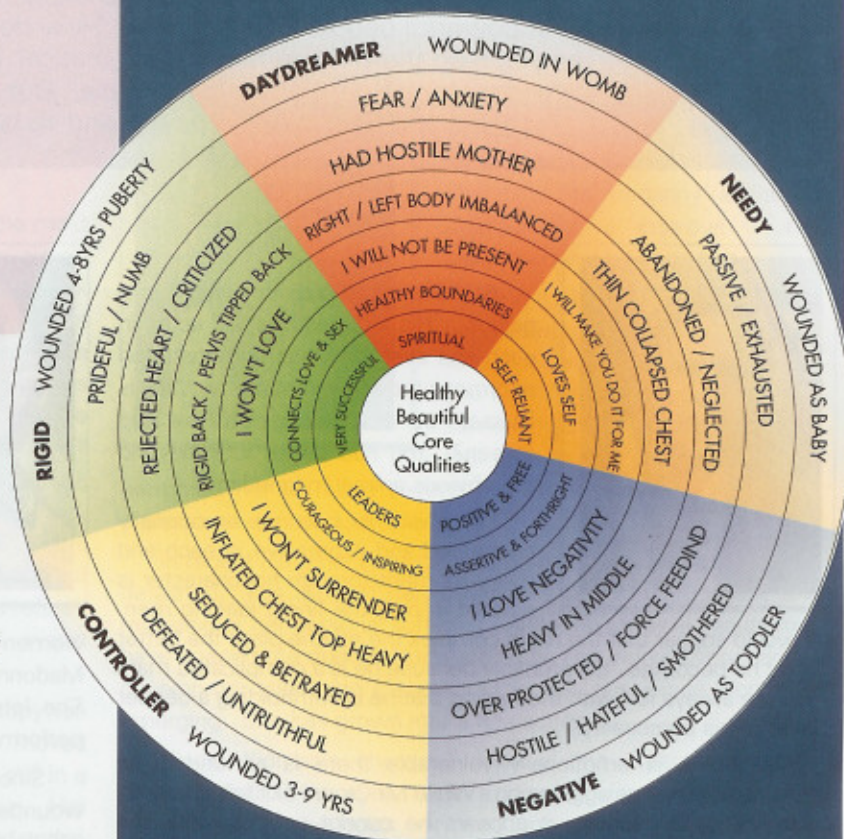 DAYDREAMER WOUNDED IN WOMB
FEAR / ANXIETY
HAD HOSTILE MOTHER
RIGHT / LEFT BODY IMBALANCED
I WILL NOT BE PRESENT
HEALTHY BOUNDARIES
SPIRITUAL
NEEDY WOUNDED AS BABY
PASSIVE / EXHAUSTED
ABANDONED / NEGLECTED
THIN COLLAPSED CHEST
I WILL MAKE YOU DO IT FOR ME
LOVES SELF
SELF RELIANT
POSITIVE & FREE
ASSERTIVE & FORTHRIGHT
I LOVE NEGATIVITY
HEAVY IN MIDDLE
OVER PROTECTED / FORCE FEEDIND
HOSTILE / HATEFUL / SMOTHERED
NEGATIVE WOUNDED AS TODDLER
LEADERS
COURAGEOUS / INSPIRING
I WON'T SURRENDER
INFLATED CHEST TOP HEAVY
SEDUCED & BETRAYED
DEFEATED / UNTRUTHFUL
CONTROLLER WOUNDED 3-9 YRS
RIGID WOUNDED 4-8YRS PUBERTY
PRIDEFUL / NUMB
REJECTED HEART / CRITICIZED
RIGID BACK / PELVIS TIPPED BACK
I WON'T LOVE
CONNECTS LOVE & SEX
VERY SUCCESSFUL
Healthy
Beautiful
Core
Qualities